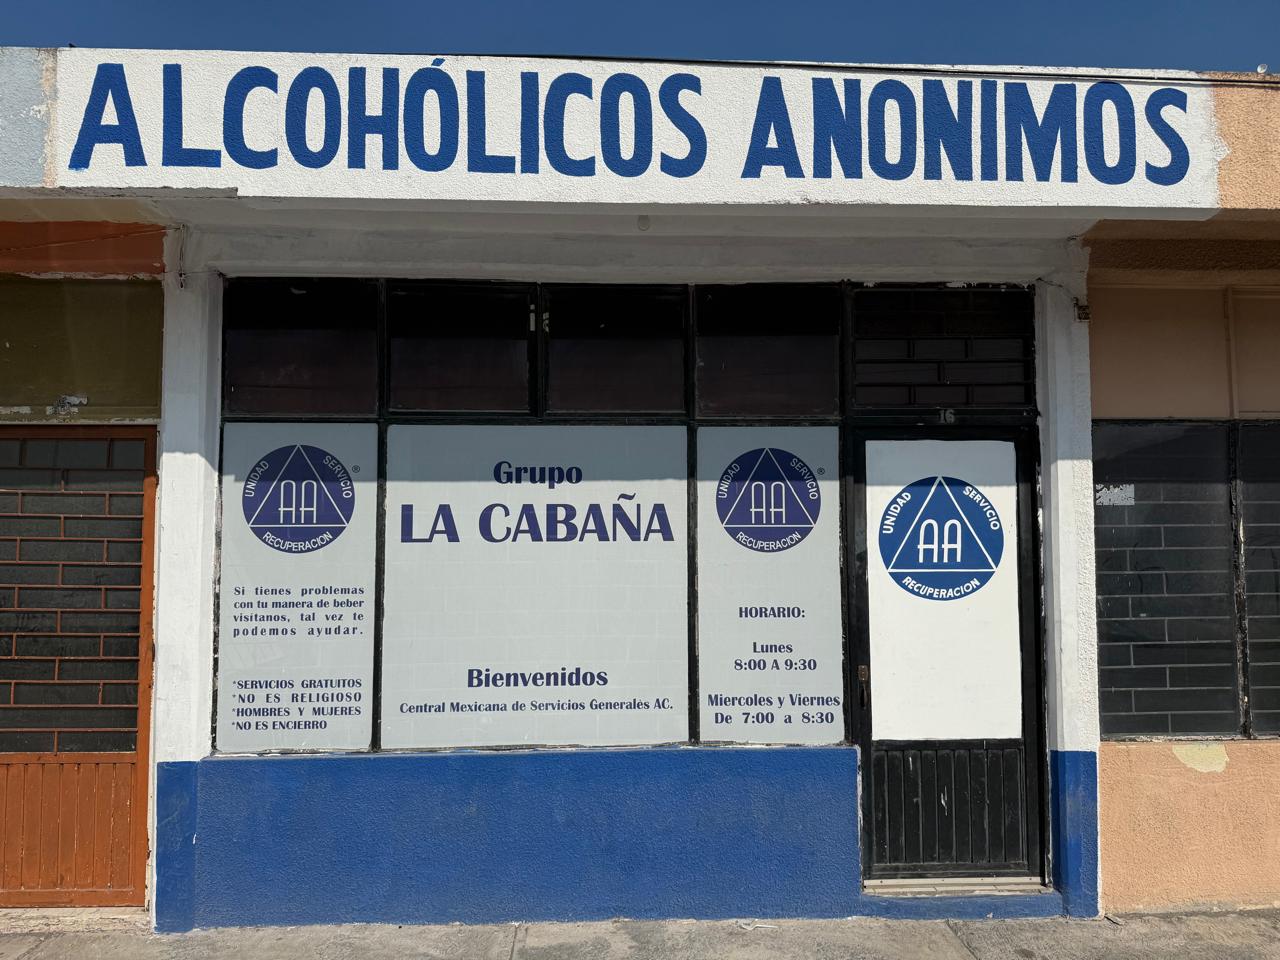 ALCOHÓLICOS ANONIMOS
16
UNIDAD SERVICIO ®
AA
RECUPERACION
Si tienes problemas
con tu manera de beber
visitanos, tal vez te
podemos ayudar.
*SERVICIOS GRATUITOS
*NO ES RELIGIOSO
*HOMBRES Y MUJERES
*NO ES ENCIERRO
Grupo
LA CABAÑA
Bienvenidos
Central Mexicana de Servicios Generales AC.
UNIDAD SERVICIO ®
AA
RECUPERACION
HORARIO:
Lunes
8:00 A 9:30
Miercoles y Viernes
De 7:00 a 8:30
UNIDAD SERVICIO
AA
RECUPERACION